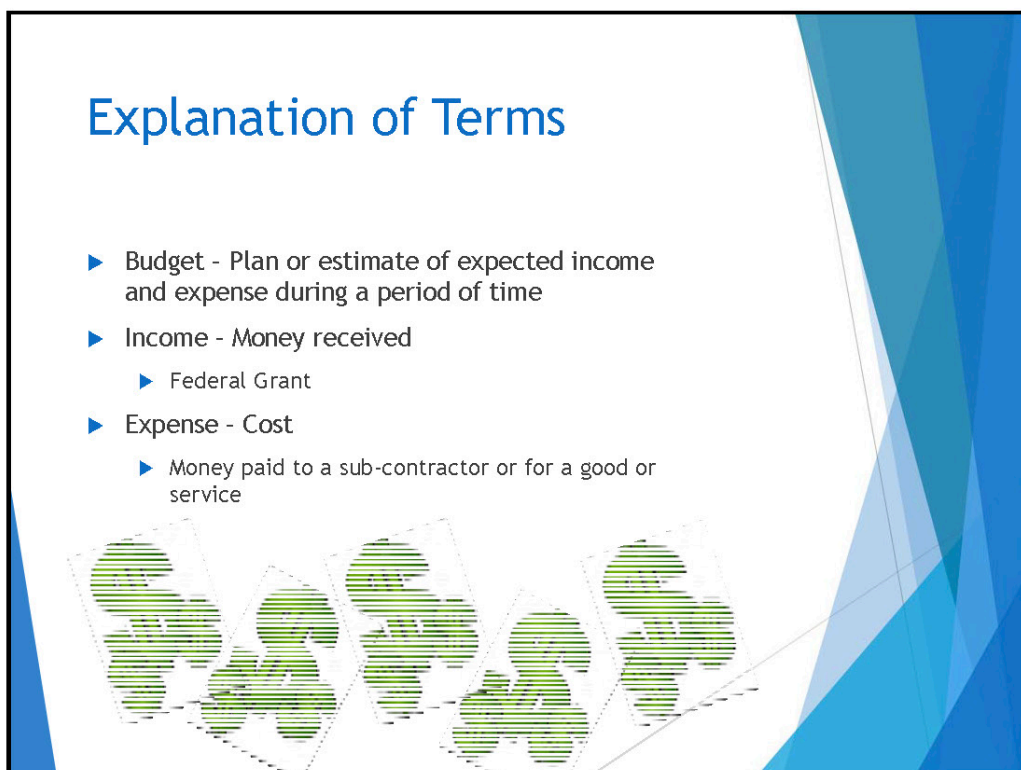 Explanation of Terms
Budget – Plan or estimate of expected income
and expense during a period of time
Income – Money received
Federal Grant
Expense – Cost
Money paid to a sub-contractor or for a good or
service